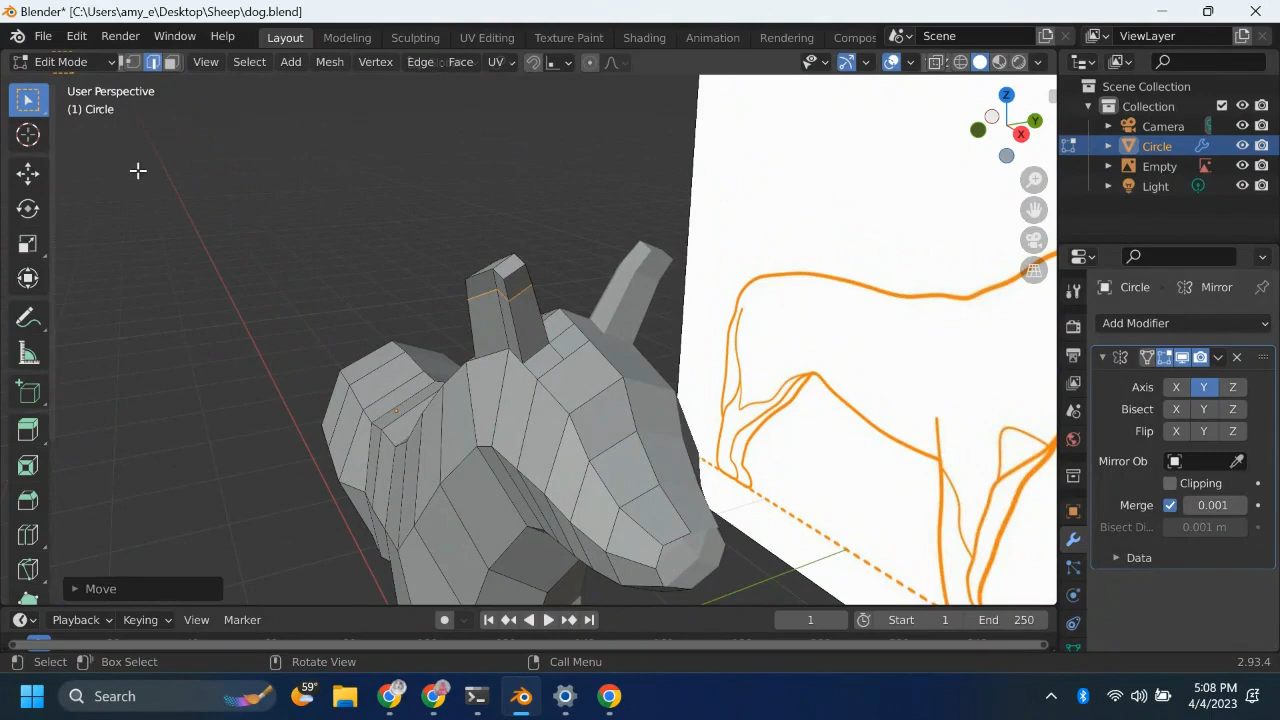 Blender* [C:\Users\amy_e\Desktop\Sheep\dog.blend]
File Edit Render Window Help Layout Modeling Sculpting UV Editing Texture Paint Shading Animation Rendering Compos Scene ViewLayer
Edit Mode View Select Add Mesh Vertex Edge Face UV
User Perspective
(1) Circle
Z
Y
X
Scene Collection
Collection
Camera
Circle
Empty
Light
Circle Mirror
Add Modifier
Axis X Y Z
Bisect X Y Z
Flip X Y Z
Mirror Ob
Clipping
Merge 0.001
Bisect Di... 0.001 m
Data
Move
Playback Keying View Marker 1 Start 1 End 250
Select Box Select Rotate View Call Menu 2.93.4
Search 59° 5:08 PM
4/4/2023